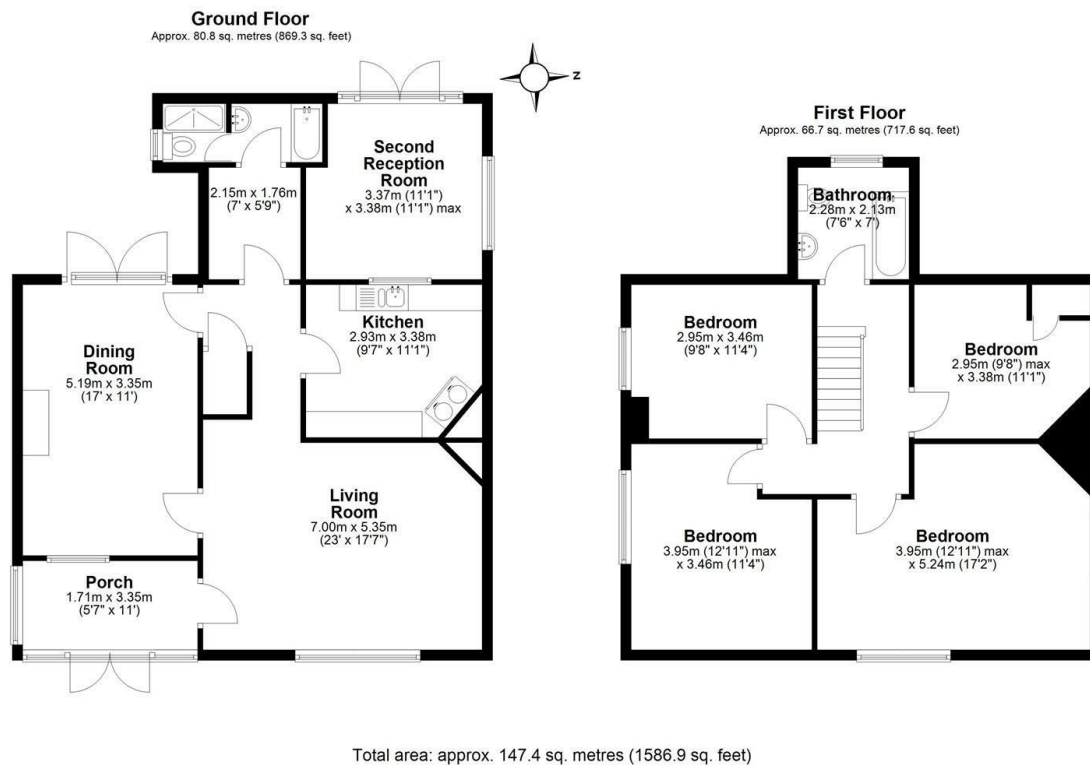 Ground Floor
Approx. 80.8 sq. metres (869.3 sq. feet)
Z
Second
Reception
Room
3.37m (11'1")
x 3.38m (11'1") max
2.15m x 1.76m
(7' x 5'9")
Kitchen
2.93m x 3.38m
(9'7" x 11'1")
Dining
Room
5.19m x 3.35m
(17' x 11')
Living
Room
7.00m x 5.35m
(23' x 17'7")
Porch
1.71m x 3.35m
(5'7" x 11')
First Floor
Approx. 66.7 sq. metres (717.6 sq. feet)
Bathroom
2.28m x 2.13m
(7'6" x 7')
Bedroom
2.95m x 3.46m
(9'8" x 11'4")
Bedroom
2.95m (9'8") max
x 3.38m (11'1")
Bedroom
3.95m (12'11") max
x 3.46m (11'4")
Bedroom
3.95m (12'11") max
x 5.24m (17'2")
Total area: approx. 147.4 sq. metres (1586.9 sq. feet)